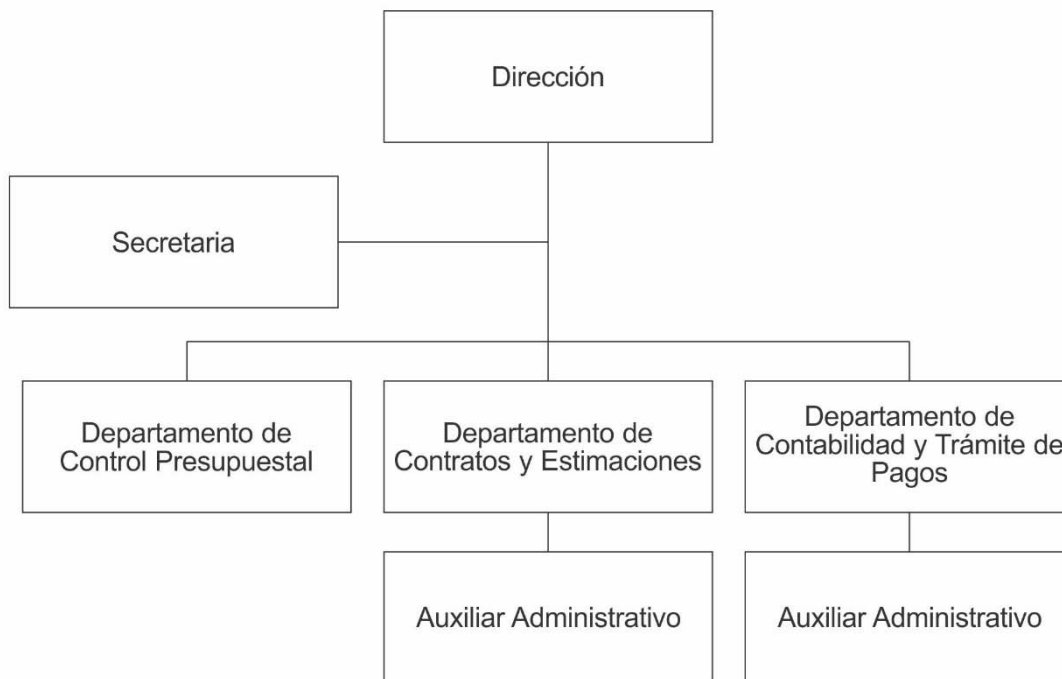 Dirección
Secretaria
Departamento de
Control Presupuestal
Departamento de
Contratos y Estimaciones
Departamento de
Contabilidad y Trámite de
Pagos
Auxiliar Administrativo
Auxiliar Administrativo